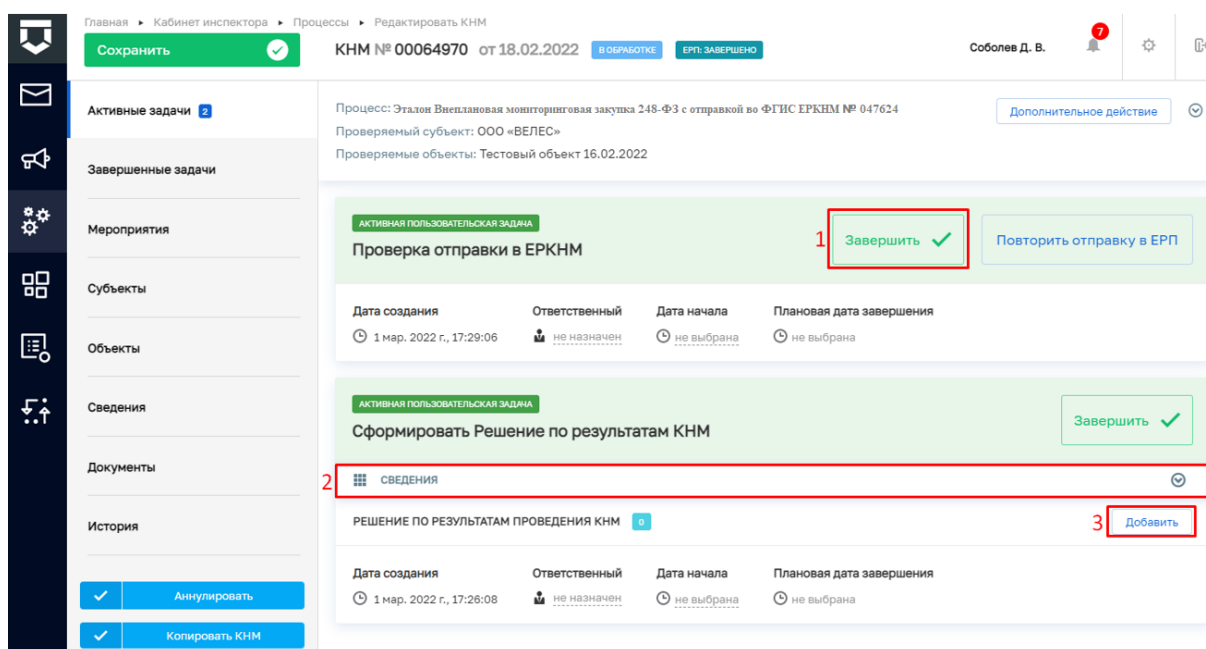 Главная ▸ Кабинет инспектора ▸ Процессы ▸ Редактировать КНМ
Сохранить
КНМ № 00064970 от 18.02.2022 В ОБРАБОТКЕ ЕРП: ЗАВЕРШЕНО
Соболев Д. В.
7
Активные задачи 2
Завершенные задачи
Мероприятия
Субъекты
Объекты
Сведения
Документы
История
Аннулировать
Копировать КНМ
Процесс: Эталон Внеплановая мониторинговая закупка 248-ФЗ с отправкой во ФГИС ЕРКНМ № 047624
Дополнительное действие
Проверяемый субъект: ООО «ВЕЛЕС»
Проверяемые объекты: Тестовый объект 16.02.2022
АКТИВНАЯ ПОЛЬЗОВАТЕЛЬСКАЯ ЗАДАЧА
Проверка отправки в ЕРКНМ
1 Завершить
Повторить отправку в ЕРП
Дата создания Ответственный Дата начала Плановая дата завершения
1 мар. 2022 г., 17:29:06 не назначен не выбрана не выбрана
АКТИВНАЯ ПОЛЬЗОВАТЕЛЬСКАЯ ЗАДАЧА
Сформировать Решение по результатам КНМ
Завершить
2 СВЕДЕНИЯ
РЕШЕНИЕ ПО РЕЗУЛЬТАТАМ ПРОВЕДЕНИЯ КНМ 0
3 Добавить
Дата создания Ответственный Дата начала Плановая дата завершения
1 мар. 2022 г., 17:26:08 не назначен не выбрана не выбрана